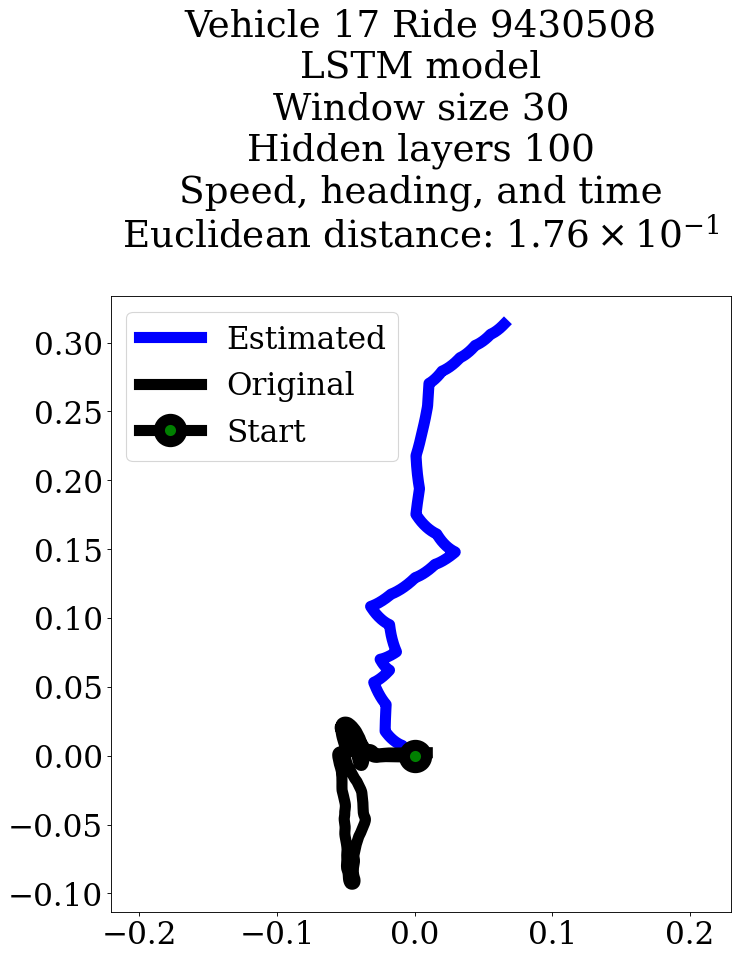 Vehicle 17 Ride 9430508
LSTM model
Window size 30
Hidden layers 100
Speed, heading, and time
Euclidean distance: 1.76 × 10⁻¹
Estimated
Original
Start
0.30
0.25
0.20
0.15
0.10
0.05
0.00
−0.05
−0.10
−0.2 −0.1 0.0 0.1 0.2